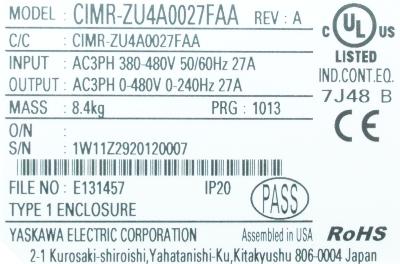 MODEL : CIMR-ZU4A0027FAA REV : A
C/C : CIMR-ZU4A0027FAA
INPUT : AC3PH 380-480V 50/60Hz 27A
OUTPUT : AC3PH 0-480V 0-240Hz 27A
MASS : 8.4kg PRG : 1013
O/N :
S/N : 1W11Z2920120007
FILE NO : E131457 IP20
TYPE 1 ENCLOSURE
PASS
c UL us
LISTED
IND.CONT.EQ.
7J48 B
CE
YASKAWA ELECTRIC CORPORATION Assembled in USA RoHS
2-1 Kurosaki-shiroishi,Yahatanishi-Ku,Kitakyushu 806-0004 Japan